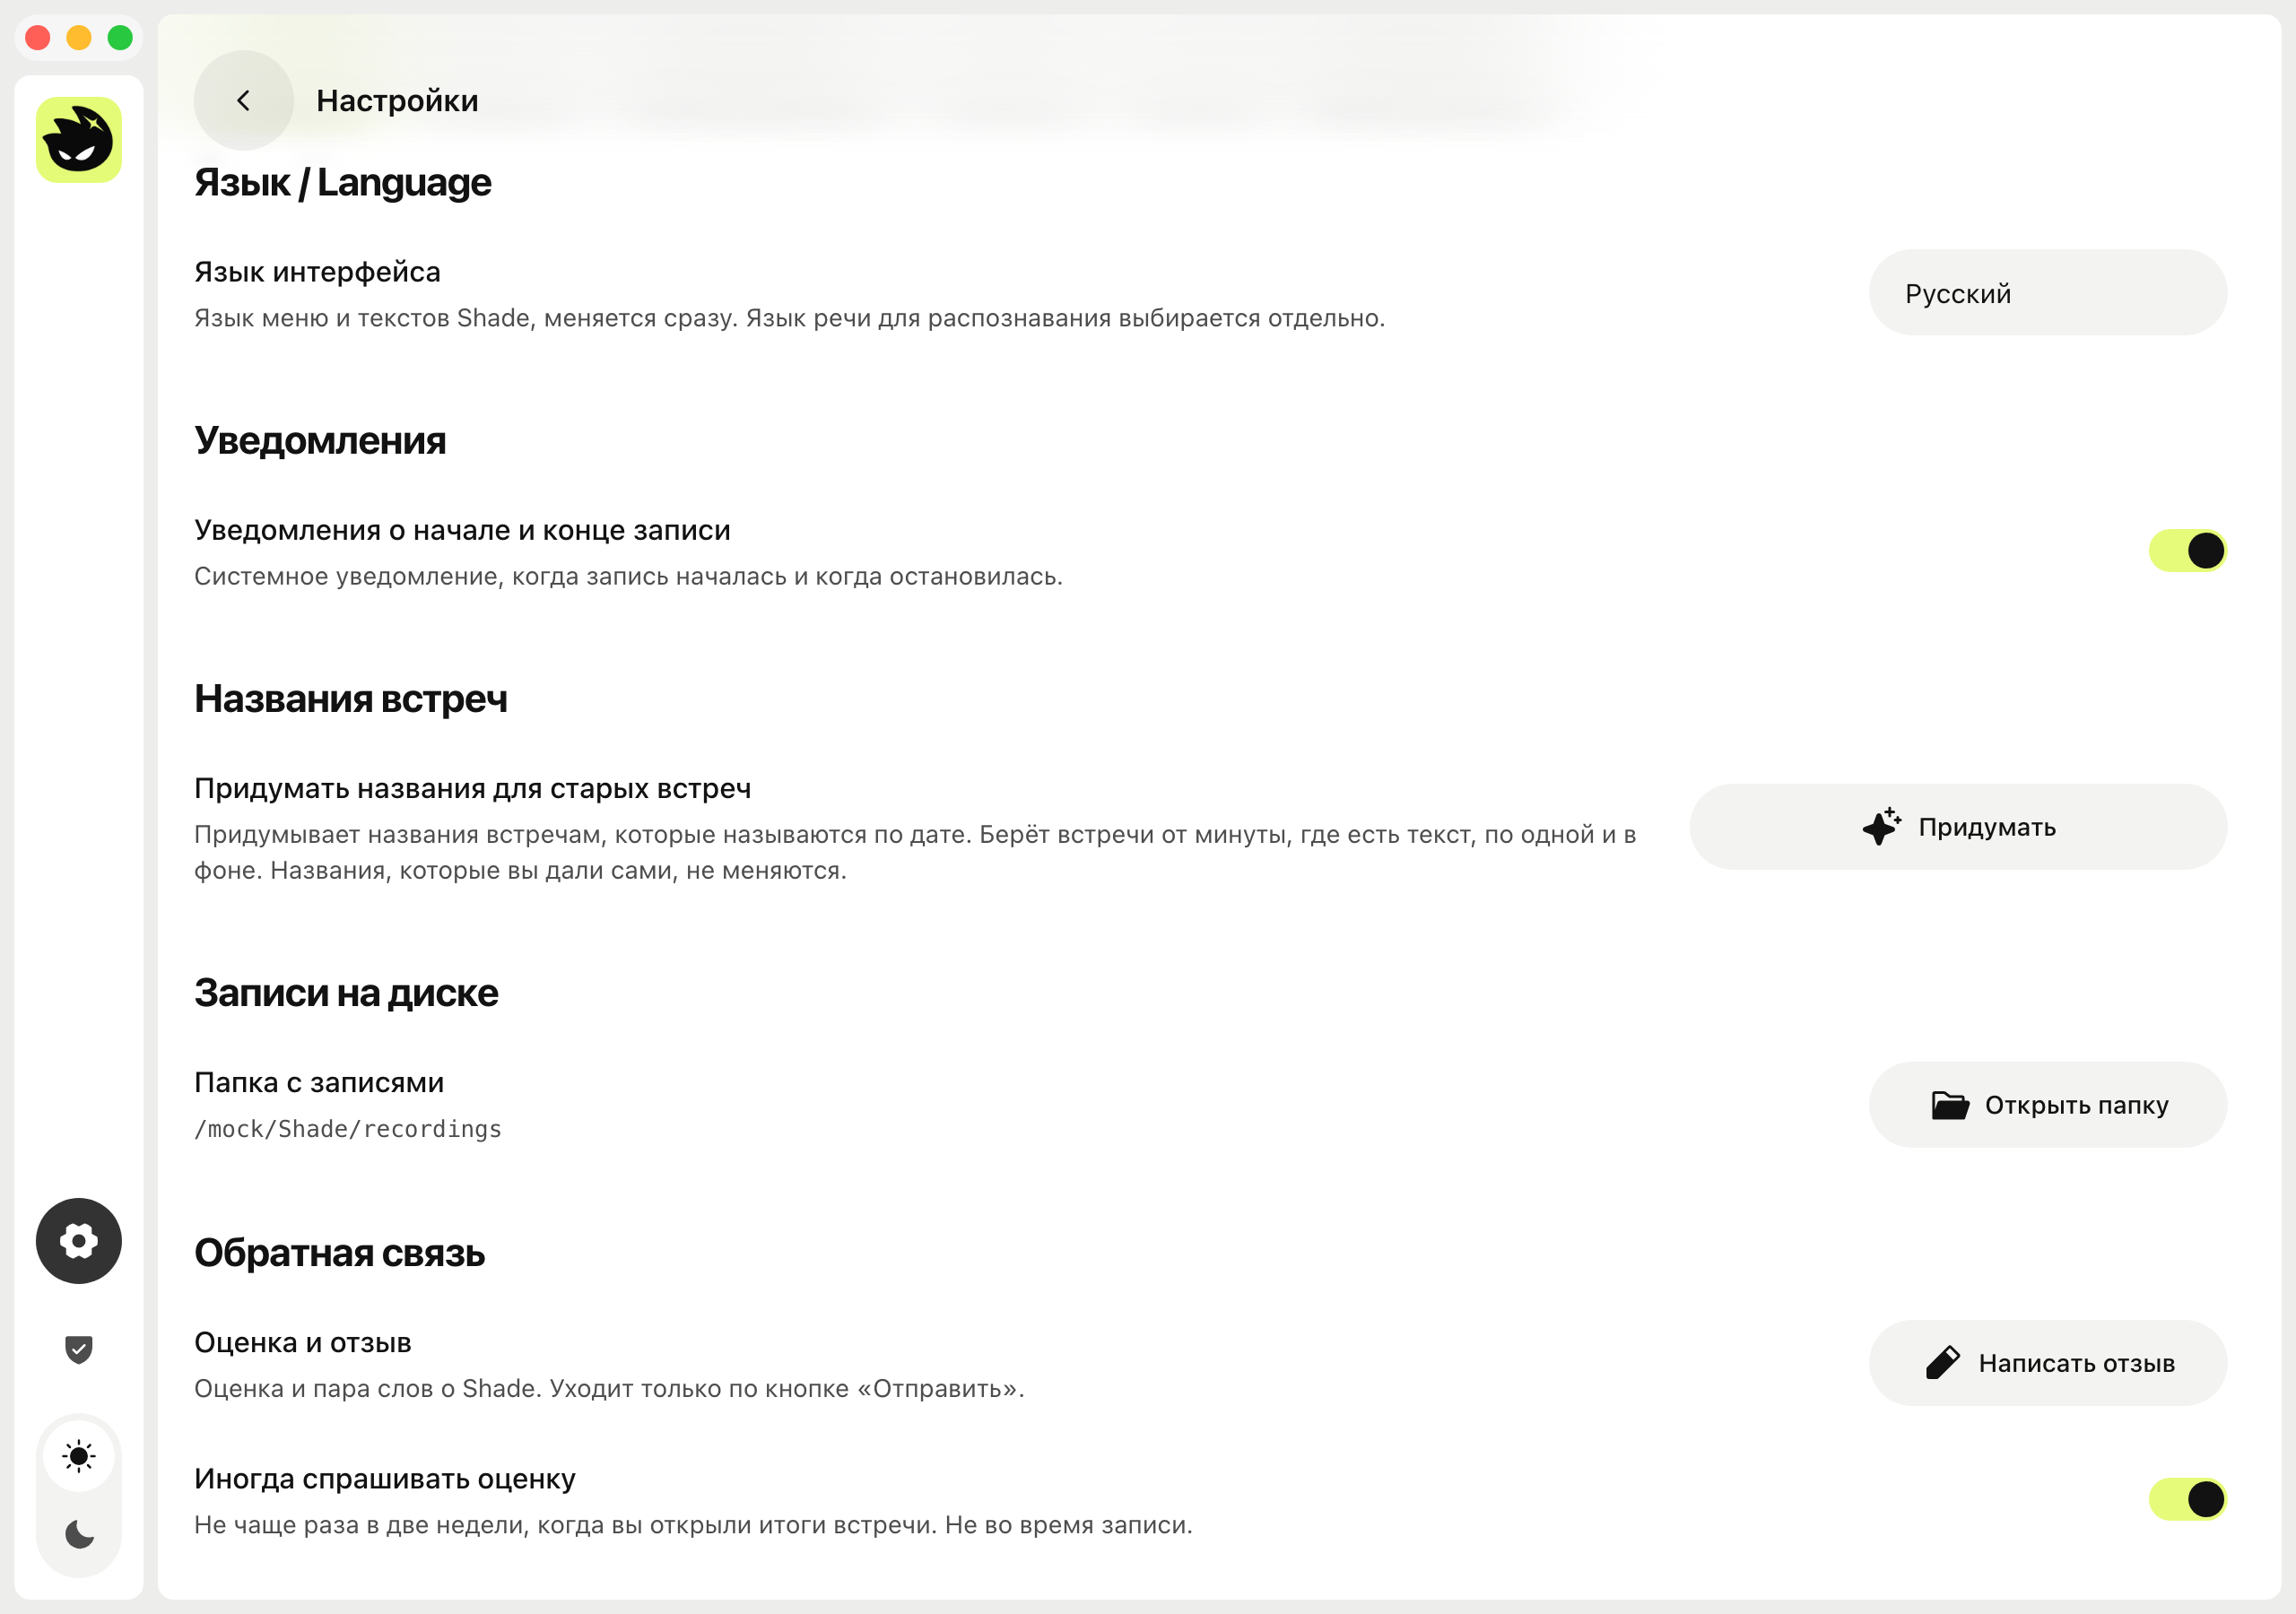 Настройки
Язык / Language
Язык интерфейса
Язык меню и текстов Shade, меняется сразу. Язык речи для распознавания выбирается отдельно.
Русский
Уведомления
Уведомления о начале и конце записи
Системное уведомление, когда запись началась и когда остановилась.
Названия встреч
Придумать названия для старых встреч
Придумывает названия встречам, которые называются по дате. Берёт встречи от минуты, где есть текст, по одной и в
фоне. Названия, которые вы дали сами, не меняются.
Придумать
Записи на диске
Папка с записями
/mock/Shade/recordings
Открыть папку
Обратная связь
Оценка и отзыв
Оценка и пара слов о Shade. Уходит только по кнопке «Отправить».
Написать отзыв
Иногда спрашивать оценку
Не чаще раза в две недели, когда вы открыли итоги встречи. Не во время записи.